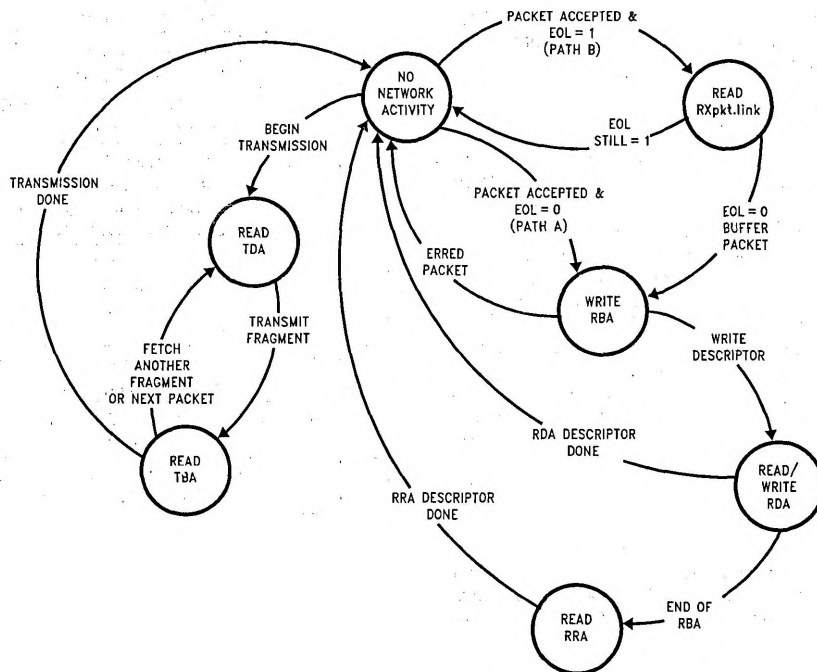 PACKET ACCEPTED &
EOL = 1
(PATH B)
NO
NETWORK
ACTIVITY
READ
RXpkt.link
EOL
STILL = 1
BEGIN
TRANSMISSION
TRANSMISSION
DONE
PACKET ACCEPTED &
EOL = 0
(PATH A)
EOL = 0
BUFFER
PACKET
READ
TDA
ERRED
PACKET
WRITE
RBA
TRANSMIT
FRAGMENT
WRITE
DESCRIPTOR
FETCH
ANOTHER
FRAGMENT
OR NEXT PACKET
RDA DESCRIPTOR
DONE
READ
TBA
READ/
WRITE
RDA
RRA DESCRIPTOR
DONE
READ
RRA
END OF
RBA